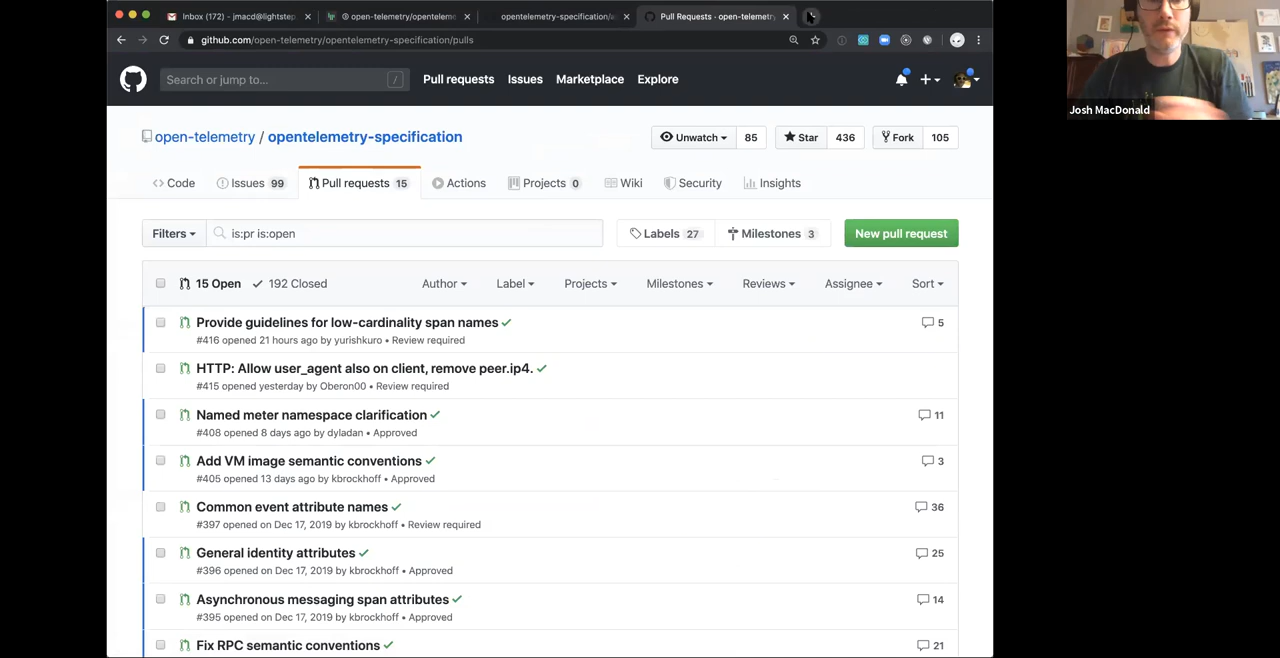 Inbox (172) - jmacd@lightstep.
open-telemetry/openteleme
opentelemetry-specification/a
Pull Requests · open-telemetry
github.com/open-telemetry/opentelemetry-specification/pulls
Search or jump to...
/
Pull requests
Issues
Marketplace
Explore
Josh MacDonald
open-telemetry / opentelemetry-specification
Unwatch 85
Star 436
Fork 105
Code
Issues 99
Pull requests 15
Actions
Projects 0
Wiki
Security
Insights
Filters
is:pr is:open
Labels 27
Milestones 3
New pull request
15 Open
192 Closed
Author
Label
Projects
Milestones
Reviews
Assignee
Sort
Provide guidelines for low-cardinality span names
5
#416 opened 21 hours ago by yurishkuro • Review required
HTTP: Allow user_agent also on client, remove peer.ip4.
#415 opened yesterday by Oberon00 • Review required
Named meter namespace clarification
11
#408 opened 8 days ago by dyladan • Approved
Add VM image semantic conventions
3
#405 opened 13 days ago by kbrockhoff • Approved
Common event attribute names
36
#397 opened on Dec 17, 2019 by kbrockhoff • Review required
General identity attributes
25
#396 opened on Dec 17, 2019 by kbrockhoff • Approved
Asynchronous messaging span attributes
14
#395 opened on Dec 17, 2019 by kbrockhoff • Approved
Fix RPC semantic conventions
21